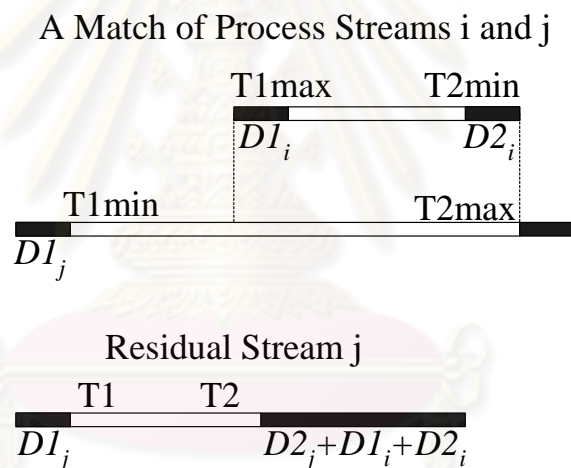 A Match of Process Streams i and j
T1max T2min
D1i D2i
T1min T2max
D1j
Residual Stream j
T1 T2
D1j D2j+D1i+D2i